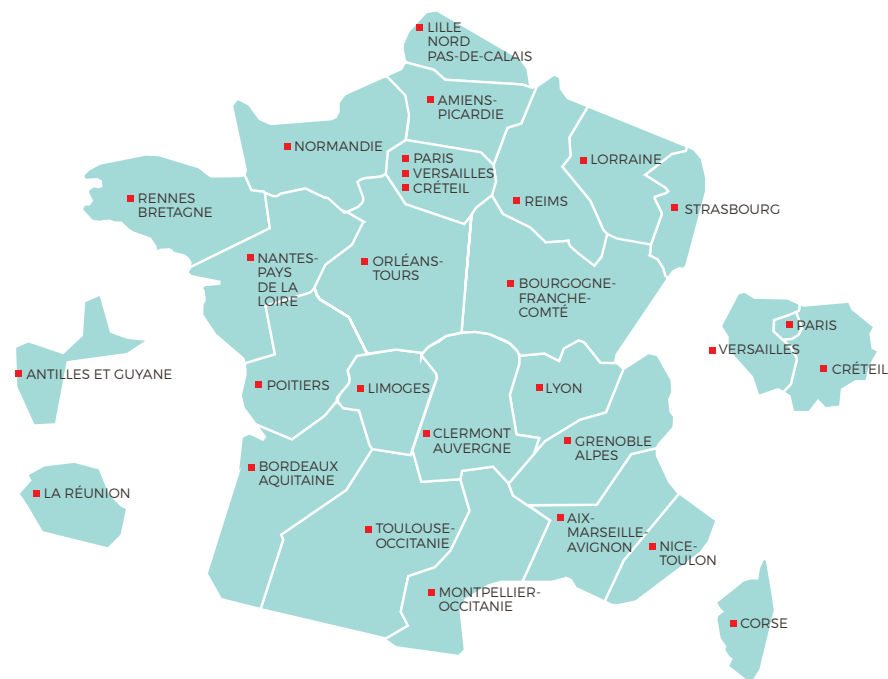 LILLE
NORD
PAS-DE-CALAIS
AMIENS-
PICARDIE
NORMANDIE
PARIS
VERSAILLES
CRÉTEIL
LORRAINE
REIMS
STRASBOURG
RENNES
BRETAGNE
NANTES-
PAYS
DE LA
LOIRE
ORLÉANS-
TOURS
BOURGOGNE-
FRANCHE-
COMTÉ
PARIS
VERSAILLES
CRÉTEIL
ANTILLES ET GUYANE
POITIERS
LIMOGES
LYON
CLERMONT
AUVERGNE
GRENOBLE
ALPES
BORDEAUX
AQUITAINE
LA RÉUNION
TOULOUSE-
OCCITANIE
AIX-
MARSEILLE-
AVIGNON
NICE-
TOULON
MONTPELLIER-
OCCITANIE
CORSE